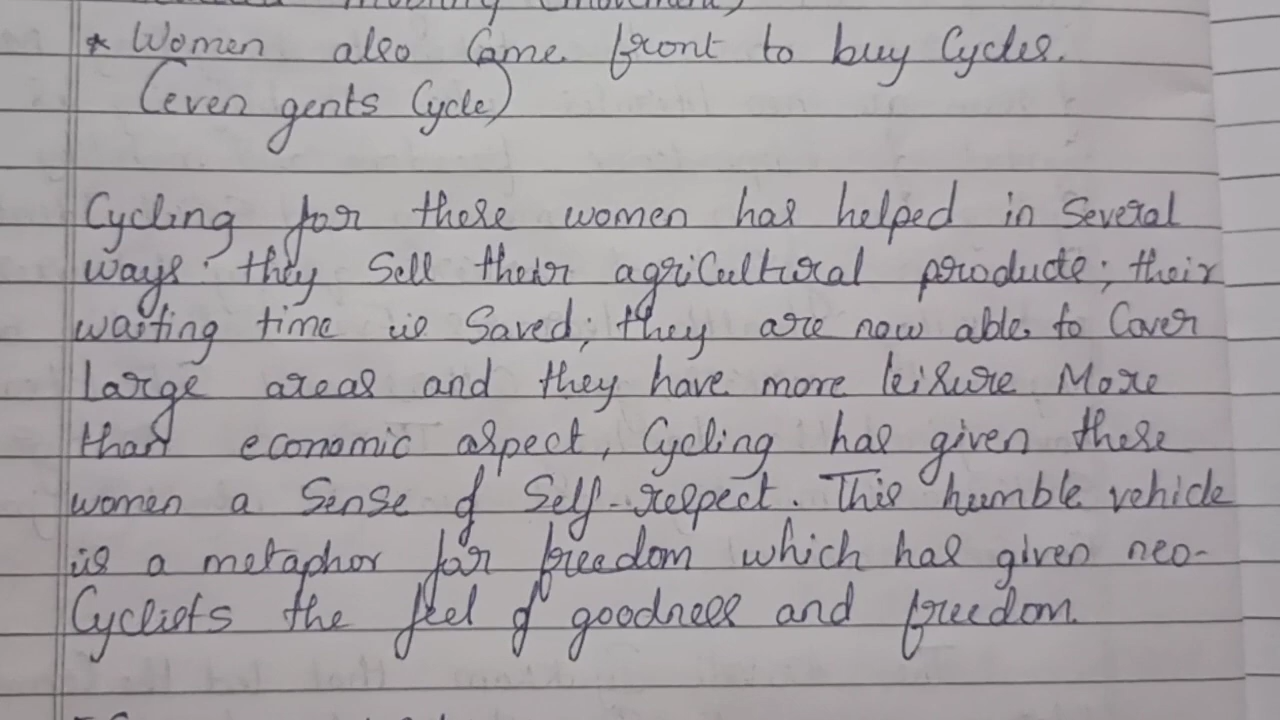 mobility (movement)
* Women also came front to buy Cycles.
(even gents Cycle)
Cycling for these women has helped in Several
ways: they Sell their agricultural products; their
waiting time is Saved; they are now able to Cover
large areas and they have more leisure More
than economic aspect, Cycling has given these
women a Sense of Self-respect. This humble vehicle
is a metaphor for freedom which has given neo-
Cyclists the feel of goodness and freedom.